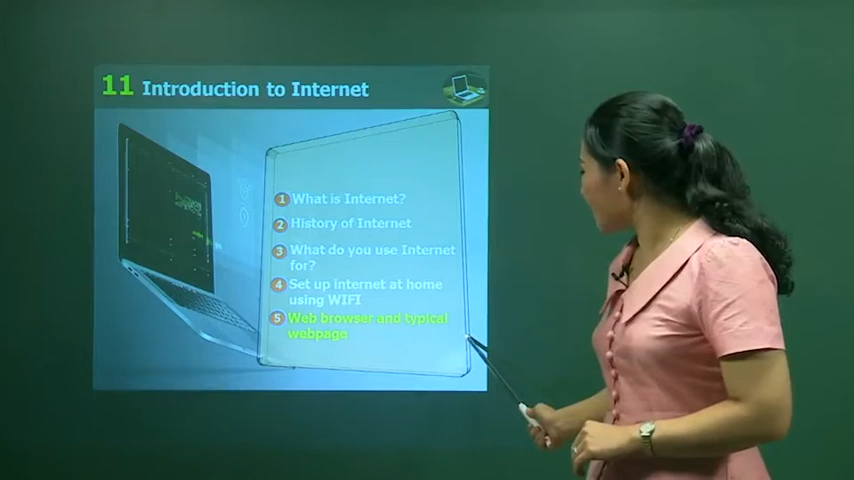 11 Introduction to Internet
1 What is Internet?
2 History of Internet
3 What do you use Internet
for?
4 Set up internet at home
using WIFI
5 Web browser and typical
webpage